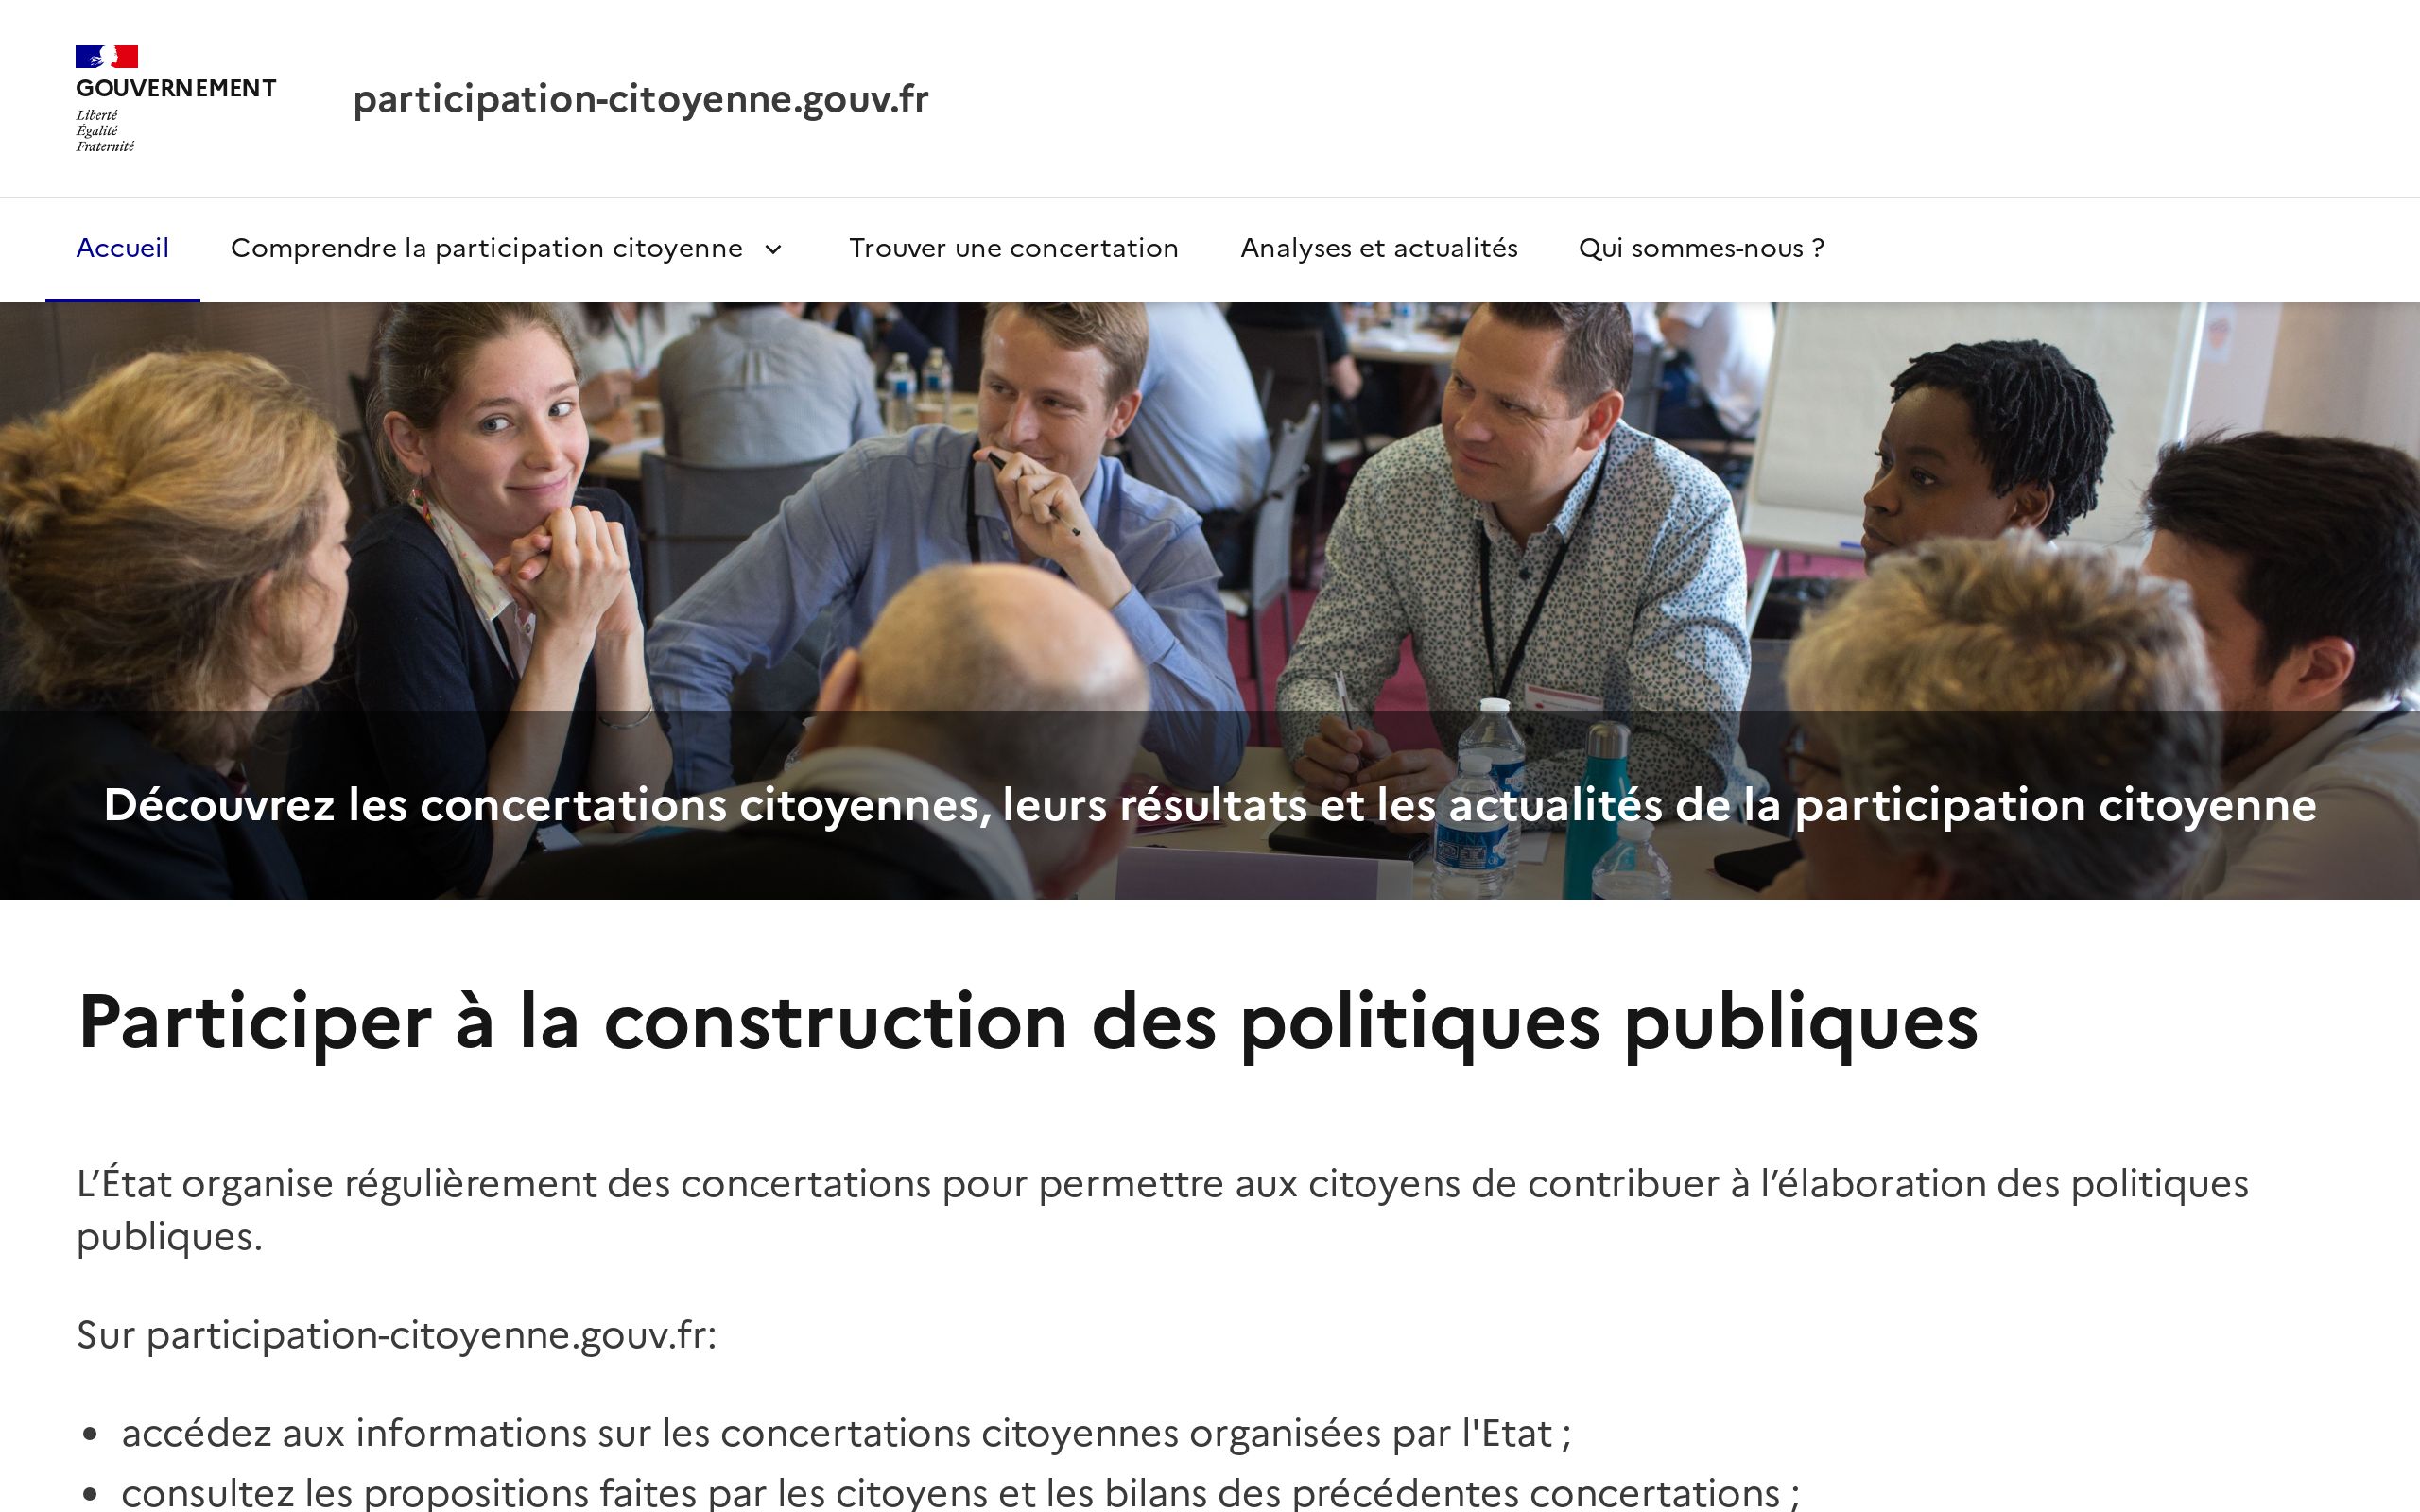 GOUVERNEMENT
Liberté
Égalité
Fraternité
participation-citoyenne.gouv.fr
Accueil
Comprendre la participation citoyenne
Trouver une concertation
Analyses et actualités
Qui sommes-nous ?
Découvrez les concertations citoyennes, leurs résultats et les actualités de la participation citoyenne
Participer à la construction des politiques publiques
L’État organise régulièrement des concertations pour permettre aux citoyens de contribuer à l’élaboration des politiques
publiques.
Sur participation-citoyenne.gouv.fr:
• accédez aux informations sur les concertations citoyennes organisées par l'Etat ;
• consultez les propositions faites par les citoyens et les bilans des précédentes concertations ;